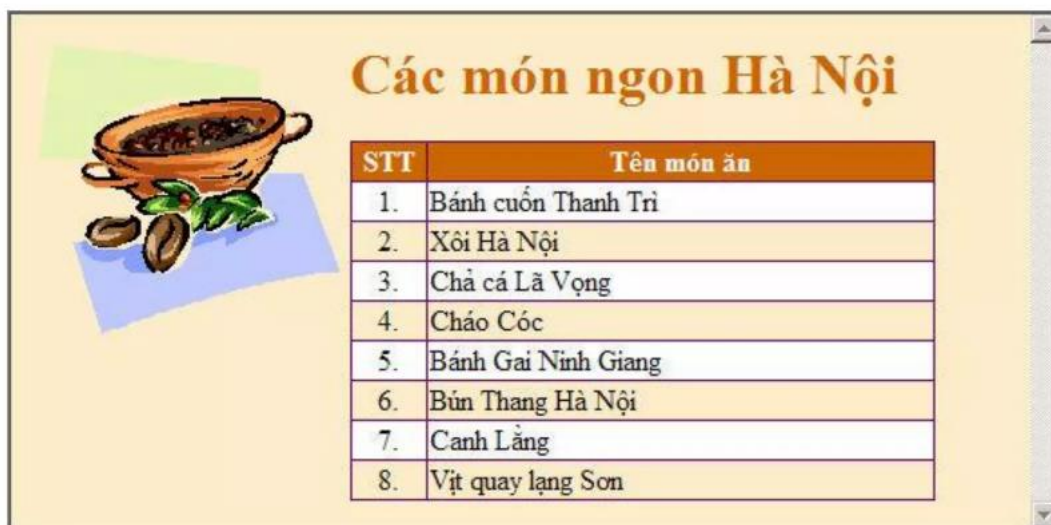 Các món ngon Hà Nội
STT Tên món ăn
1. Bánh cuốn Thanh Trì
2. Xôi Hà Nội
3. Chả cá Lã Vọng
4. Cháo Cóc
5. Bánh Gai Ninh Giang
6. Bún Thang Hà Nội
7. Canh Lằng
8. Vịt quay lạng Sơn